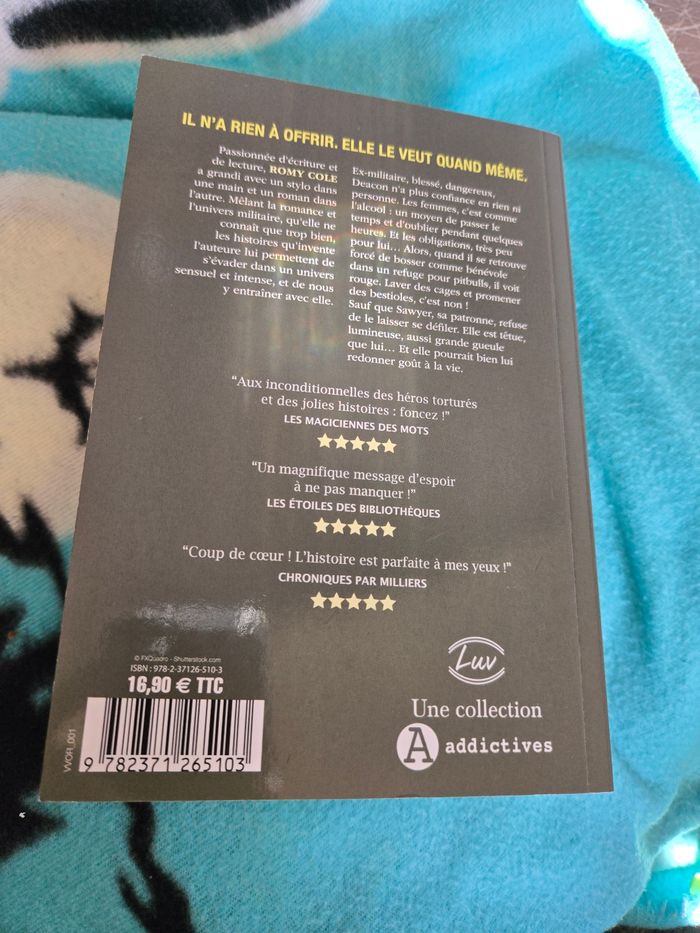 IL N'A RIEN À OFFRIR. ELLE LE VEUT QUAND MÊME.
Passionnée d'écriture et
de lecture, ROMY COLE
a grandi avec un stylo dans
une main et un roman dans
l'autre. Mêlant la romance et
l'univers militaire, qu'elle ne
connaît que trop bien,
les histoires qu'invente
l'auteure lui permettent de
s'évader dans un univers
sensuel et intense, et de nous
y entraîner avec elle.
Ex-militaire, blessé, dangereux,
Deacon n'a plus confiance en rien ni
personne. Les femmes, c'est comme
l'alcool : un moyen de passer le
temps et d'oublier pendant quelques
heures. Et les obligations, très peu
pour lui... Alors, quand il se retrouve
forcé de bosser comme bénévole
dans un refuge pour pitbulls, il voit
rouge. Laver des cages et promener
des bestioles, c'est non !
Sauf que Sawyer, sa patronne, refuse
de le laisser se défiler. Elle est têtue,
lumineuse, aussi grande gueule
que lui... Et elle pourrait bien lui
redonner goût à la vie.
"Aux inconditionnelles des héros torturés
et des jolies histoires : foncez !"
LES MAGICIENNES DES MOTS
"Un magnifique message d'espoir
à ne pas manquer !"
LES ÉTOILES DES BIBLIOTHÈQUES
"Coup de cœur ! L'histoire est parfaite à mes yeux !"
CHRONIQUES PAR MILLIERS
© FXQuadro - Shutterstock.com
ISBN : 978-2-37126-510-3
16,90 € TTC
VVOFI_001
9 782371 265103
Luv
Une collection
A addictives